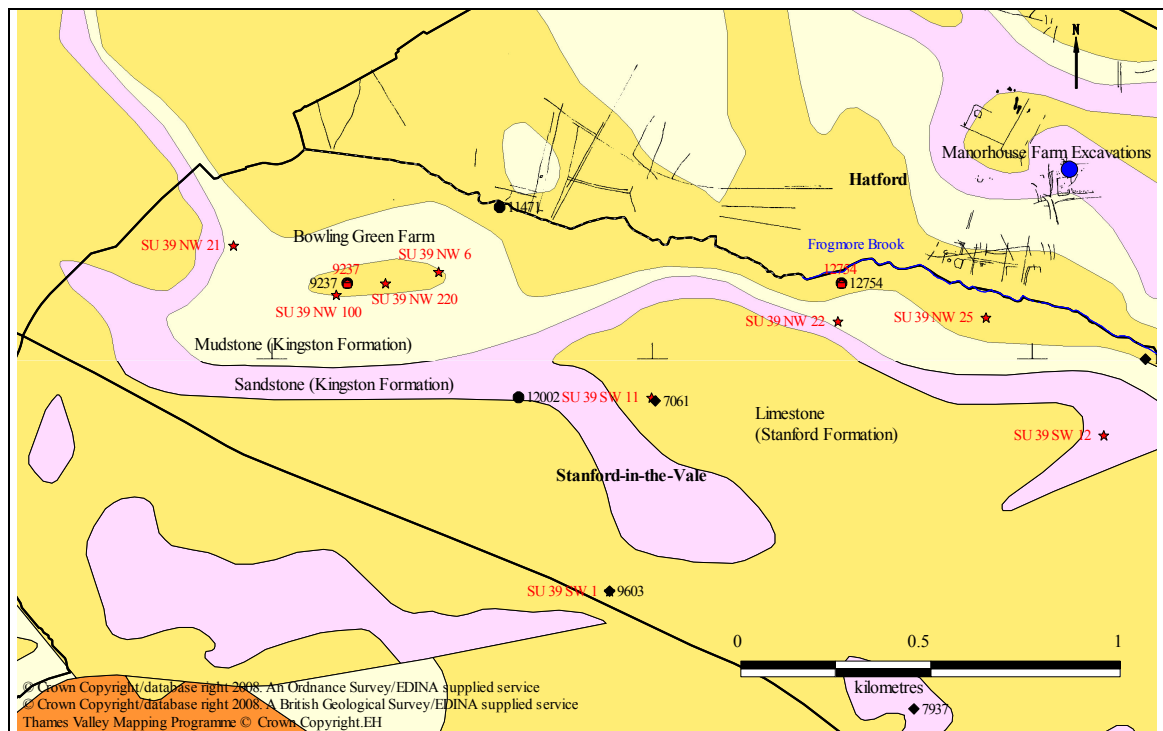 N
Manorhouse Farm Excavations
Hatford
11471
Bowling Green Farm
SU 39 NW 21
Frogmore Brook
SU 39 NW 6
9237
12754
9237
12754
SU 39 NW 220
SU 39 NW 100
SU 39 NW 22
SU 39 NW 25
Mudstone (Kingston Formation)
Sandstone (Kingston Formation)
12002
SU 39 SW 11
7061
Limestone
(Stanford Formation)
SU 39 SW 12
Stanford-in-the-Vale
SU 39 SW 1
9603
0
0.5
1
kilometres
© Crown Copyright/database right 2008. An Ordnance Survey/EDINA supplied service
© Crown Copyright/database right 2008. A British Geological Survey/EDINA supplied service
7937
Thames Valley Mapping Programme © Crown Copyright.EH